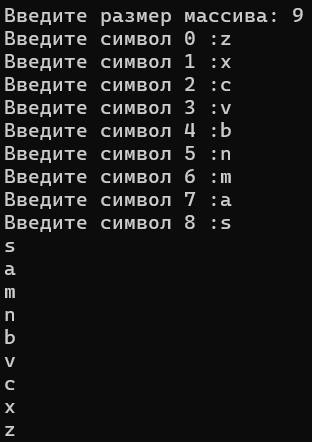 Введите размер массива: 9
Введите символ 0 :z
Введите символ 1 :x
Введите символ 2 :c
Введите символ 3 :v
Введите символ 4 :b
Введите символ 5 :n
Введите символ 6 :m
Введите символ 7 :a
Введите символ 8 :s
s
a
m
n
b
v
c
x
z